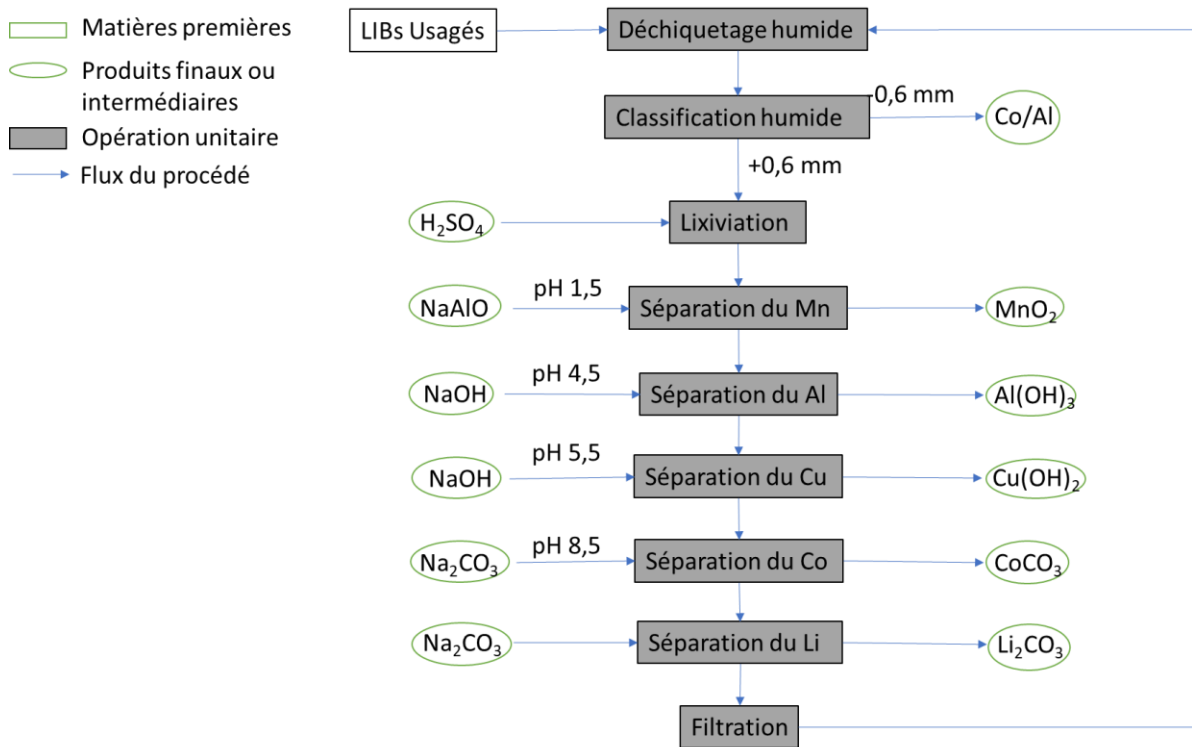 Matières premières
Produits finaux ou
intermédiaires
Opération unitaire
Flux du procédé
LIBs Usagés
Déchiquetage humide
Classification humide
-0,6 mm
Co/Al
+0,6 mm
H₂SO₄
Lixiviation
NaAlO
pH 1,5
Séparation du Mn
MnO₂
NaOH
pH 4,5
Séparation du Al
Al(OH)₃
NaOH
pH 5,5
Séparation du Cu
Cu(OH)₂
Na₂CO₃
pH 8,5
Séparation du Co
CoCO₃
Na₂CO₃
Séparation du Li
Li₂CO₃
Filtration